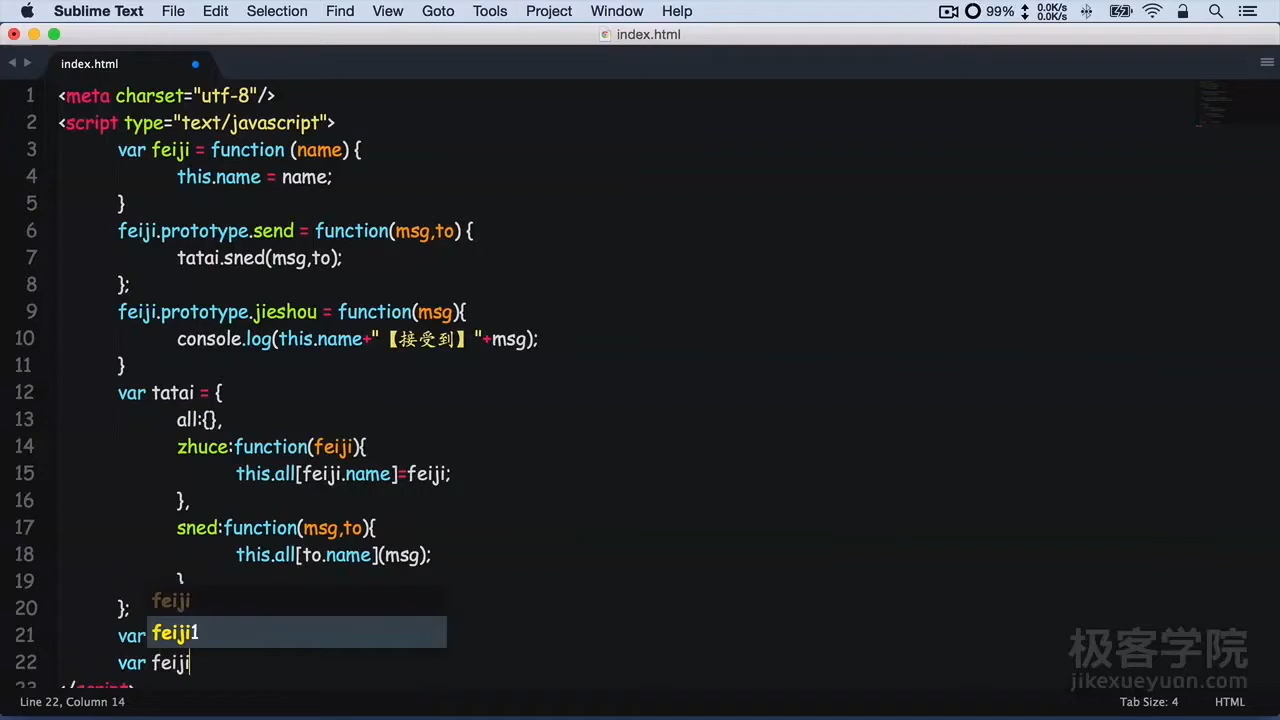 Sublime Text File Edit Selection Find View Goto Tools Project Window Help 99% 0.0K/s 0.0K/s
index.html
index.html
1 <meta charset="utf-8"/>
2 <script type="text/javascript">
3 var feiji = function (name) {
4 this.name = name;
5 }
6 feiji.prototype.send = function(msg,to) {
7 tatai.sned(msg,to);
8 };
9 feiji.prototype.jieshou = function(msg){
10 console.log(this.name+"【接受到】"+msg);
11 }
12 var tatai = {
13 all:{},
14 zhuce:function(feiji){
15 this.all[feiji.name]=feiji;
16 },
17 sned:function(msg,to){
18 this.all[to.name](msg);
19 }
feiji
20 };
21 var feiji1
22 var feiji
23 </script>
极客学院
jikexueyuan.com
Line 22, Column 14 Tab Size: 4 HTML